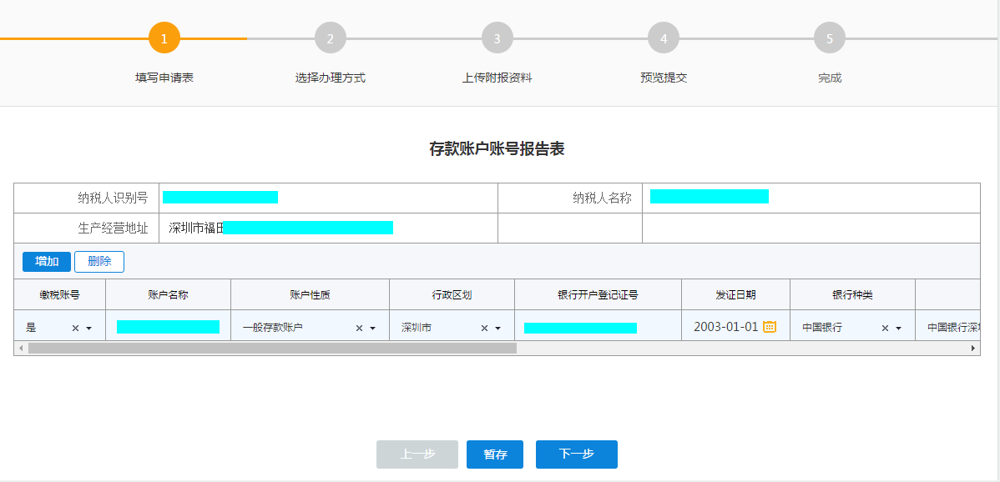 1 2 3 4 5
填写申请表 选择办理方式 上传附报资料 预览提交 完成
存款账户账号报告表
纳税人识别号 纳税人名称
生产经营地址 深圳市福田
增加 删除
缴税账号 账户名称 账户性质 行政区划 银行开户登记证号 发证日期 银行种类
是 一般存款账户 深圳市 2003-01-01 中国银行 中国银行深圳
上一步 暂存 下一步